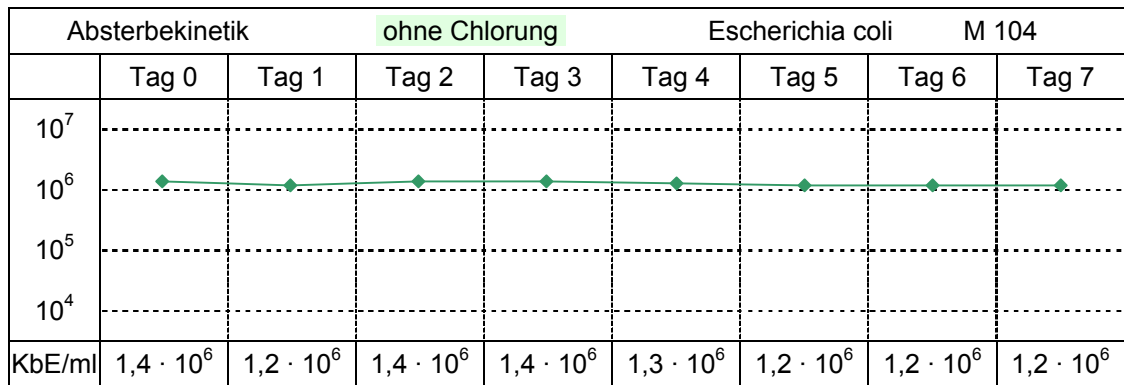 Absterbekinetik ohne Chlorung Escherichia coli M 104
Tag 0 Tag 1 Tag 2 Tag 3 Tag 4 Tag 5 Tag 6 Tag 7
10⁷
10⁶
10⁵
10⁴
KbE/ml 1,4 · 10⁶ 1,2 · 10⁶ 1,4 · 10⁶ 1,4 · 10⁶ 1,3 · 10⁶ 1,2 · 10⁶ 1,2 · 10⁶ 1,2 · 10⁶